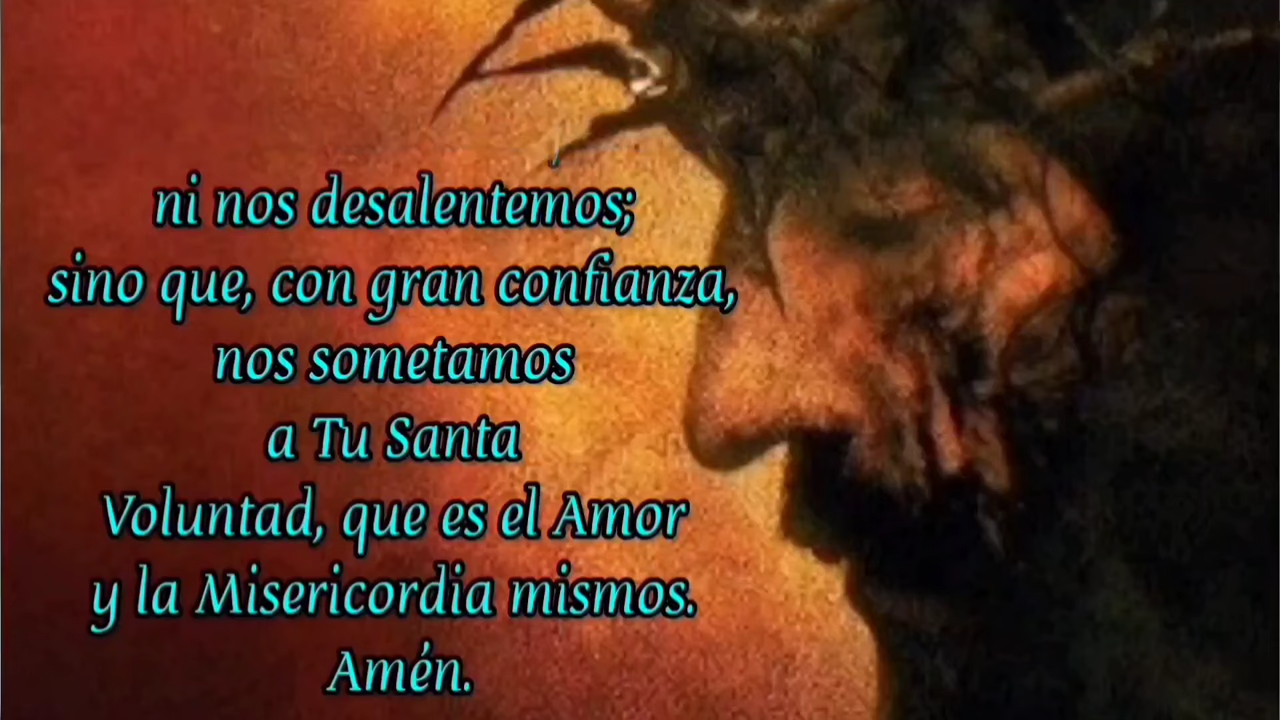 ni nos desalentemos;
sino que, con gran confianza,
nos sometamos
a Tu Santa
Voluntad, que es el Amor
y la Misericordia mismos.
Amén.